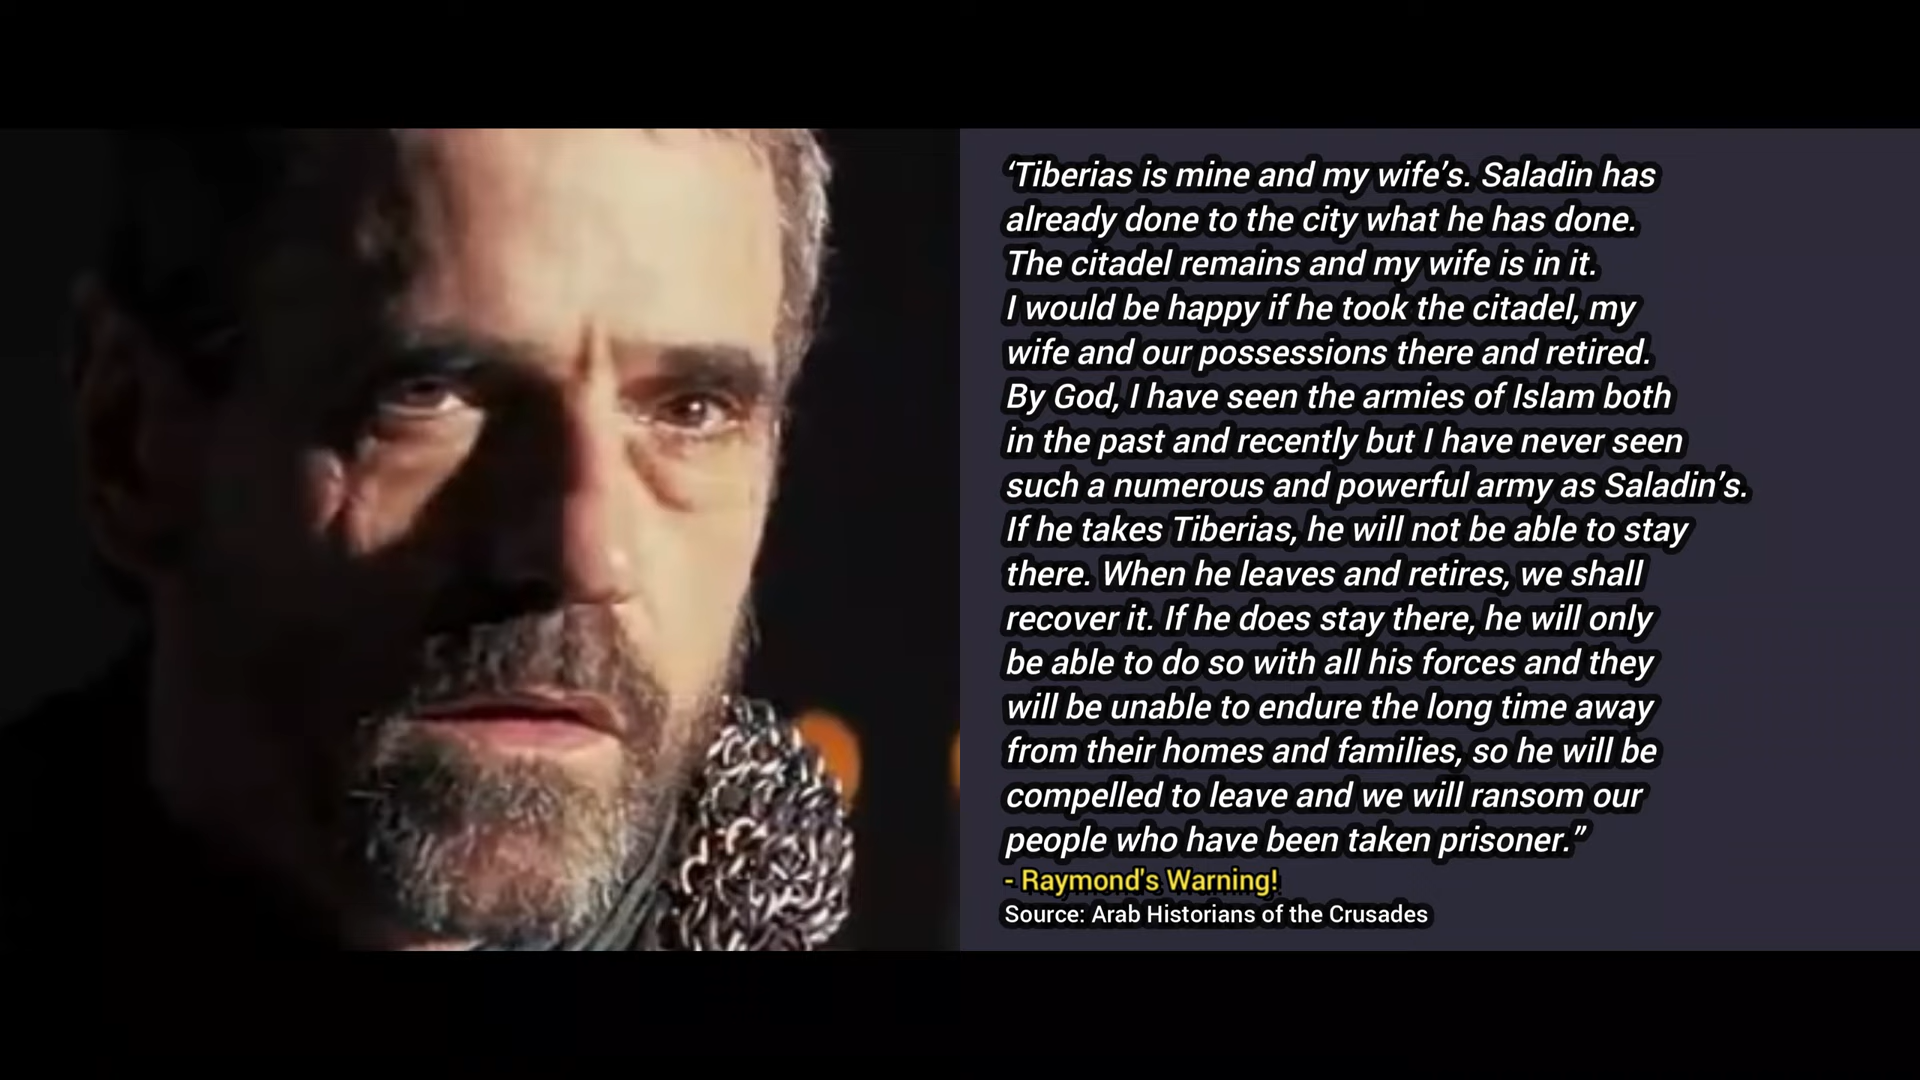 ‘Tiberias is mine and my wife’s. Saladin has
already done to the city what he has done.
The citadel remains and my wife is in it.
I would be happy if he took the citadel, my
wife and our possessions there and retired.
By God, I have seen the armies of Islam both
in the past and recently but I have never seen
such a numerous and powerful army as Saladin’s.
If he takes Tiberias, he will not be able to stay
there. When he leaves and retires, we shall
recover it. If he does stay there, he will only
be able to do so with all his forces and they
will be unable to endure the long time away
from their homes and families, so he will be
compelled to leave and we will ransom our
people who have been taken prisoner.”
- Raymond's Warning!
Source: Arab Historians of the Crusades